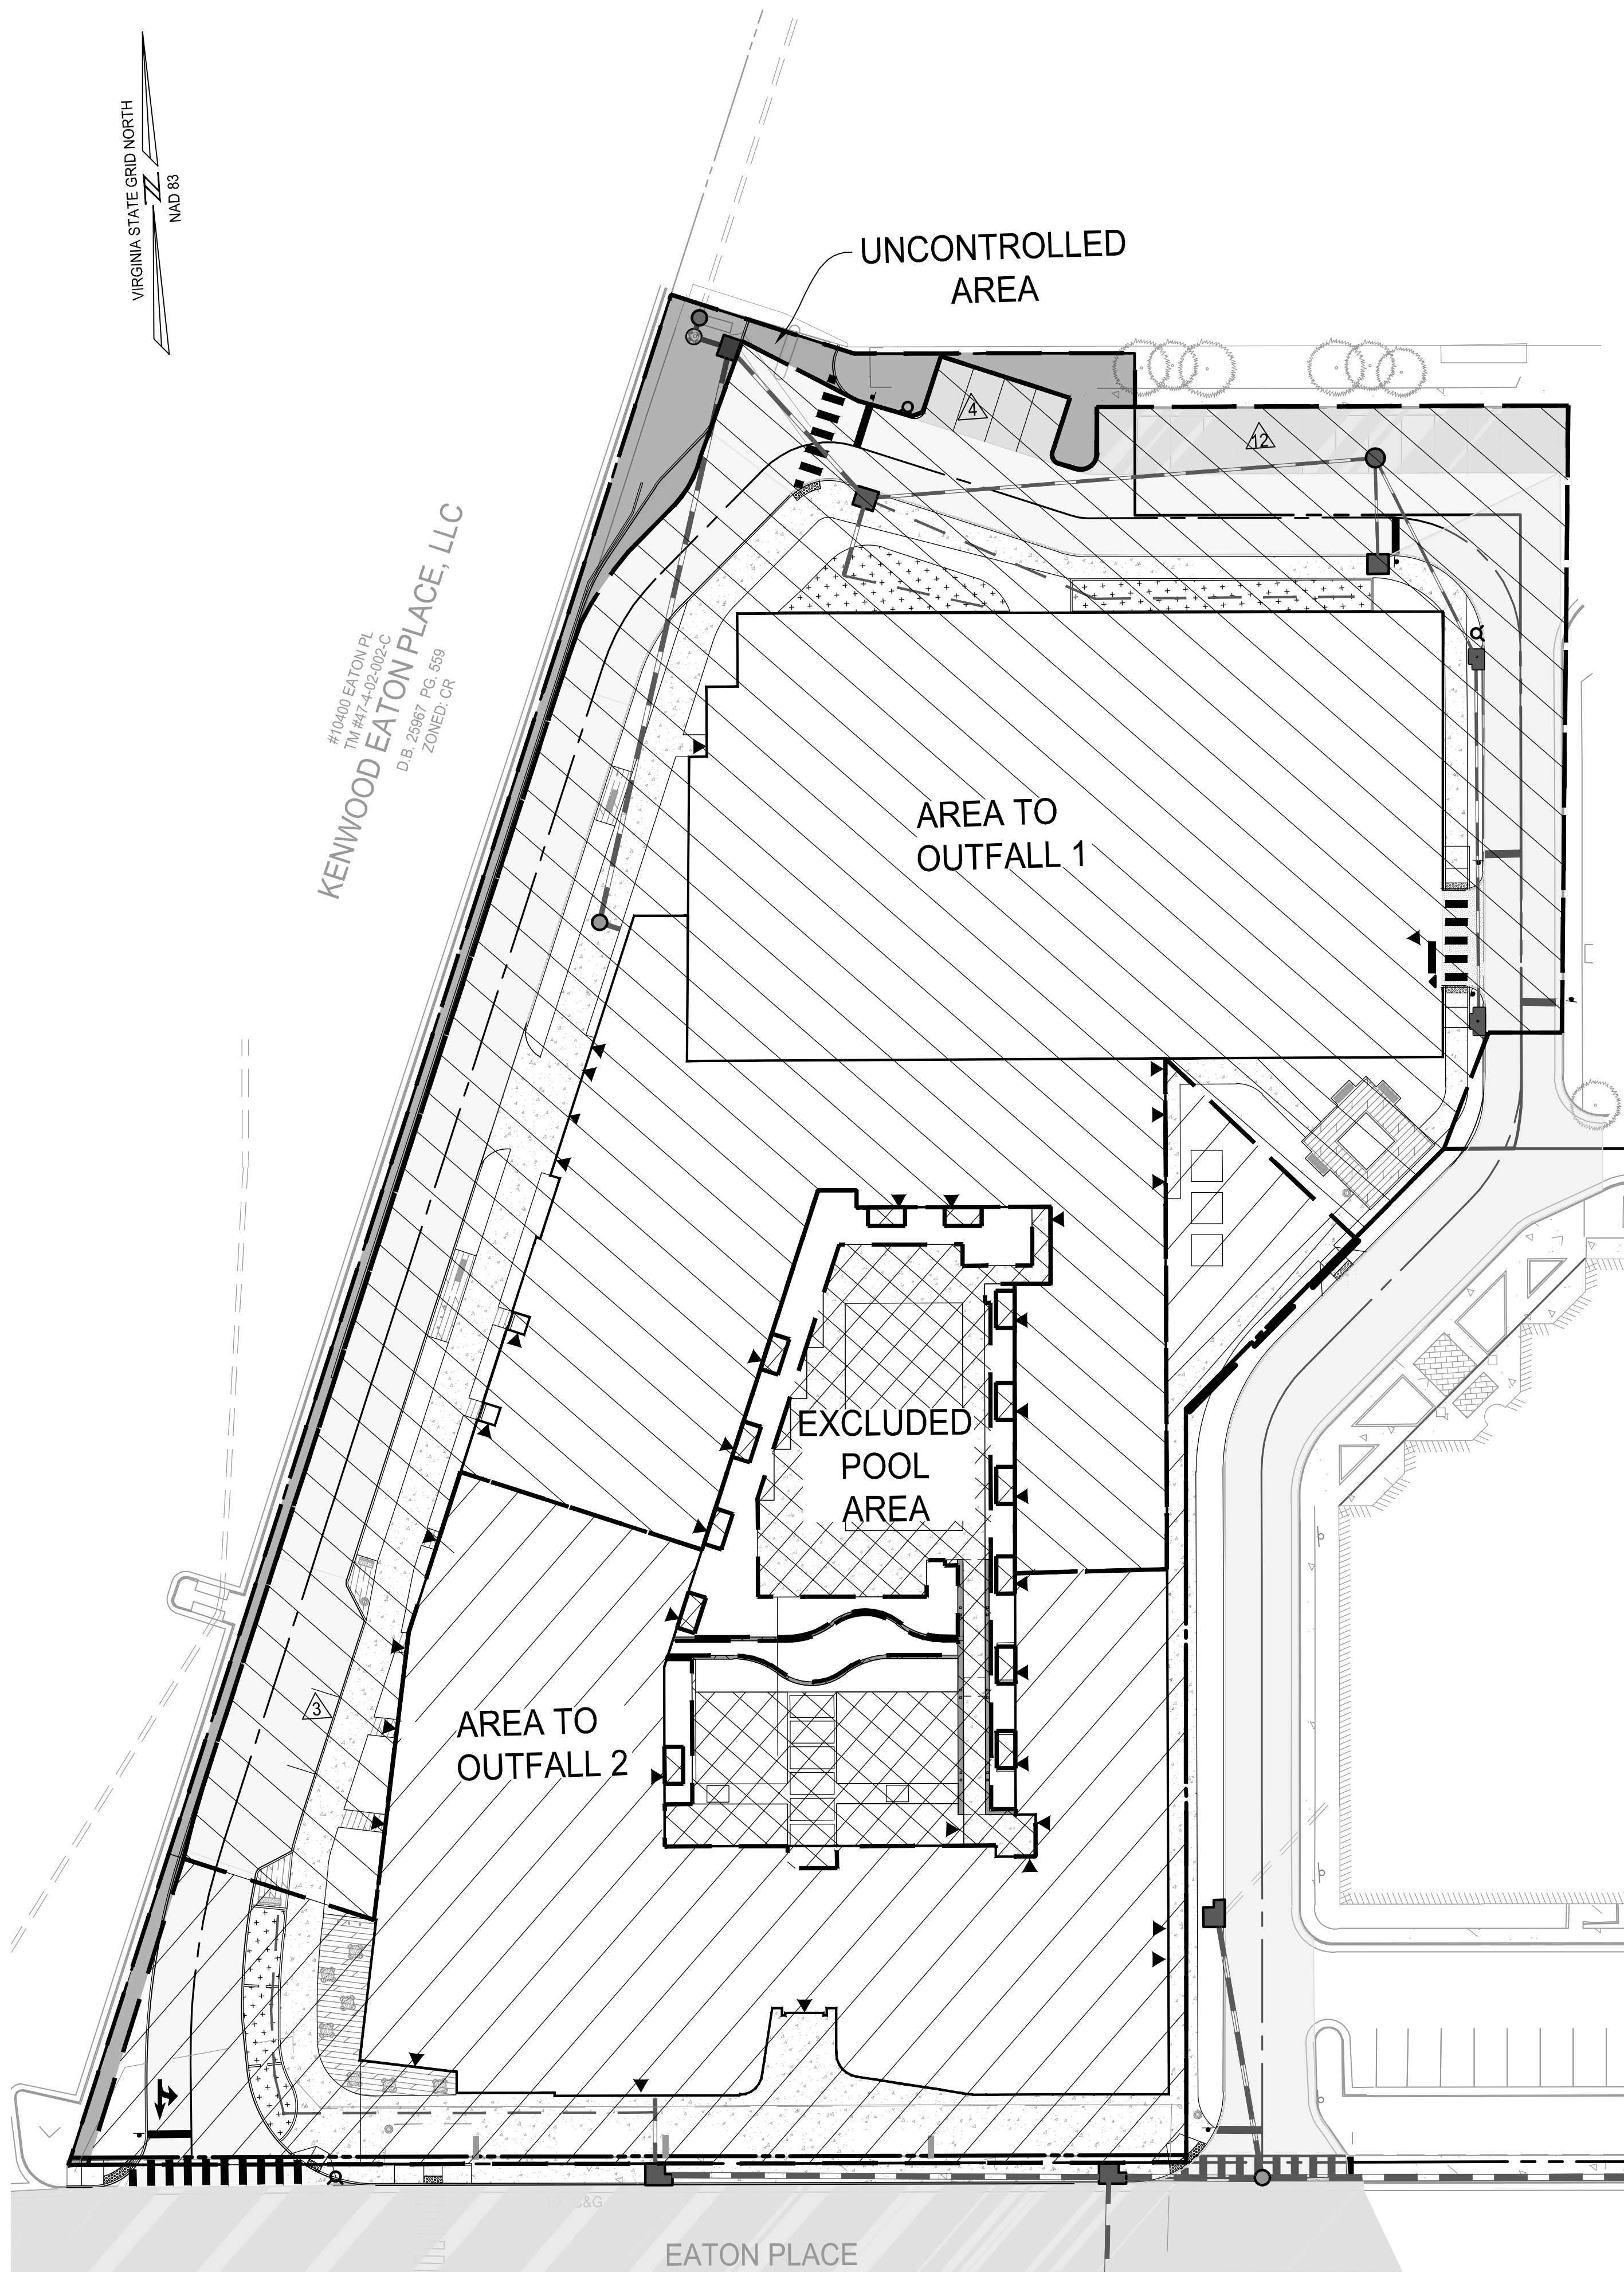 VIRGINIA STATE GRID NORTH
NAD 83
UNCONTROLLED
AREA
4
12
#10400 EATON PL
TM #47-4-02-002-C
KENWOOD EATON PLACE, LLC
D.B. 25967 PG. 559
ZONED: CR
AREA TO
OUTFALL 1
EXCLUDED
POOL
AREA
3
AREA TO
OUTFALL 2
C&G
EATON PLACE